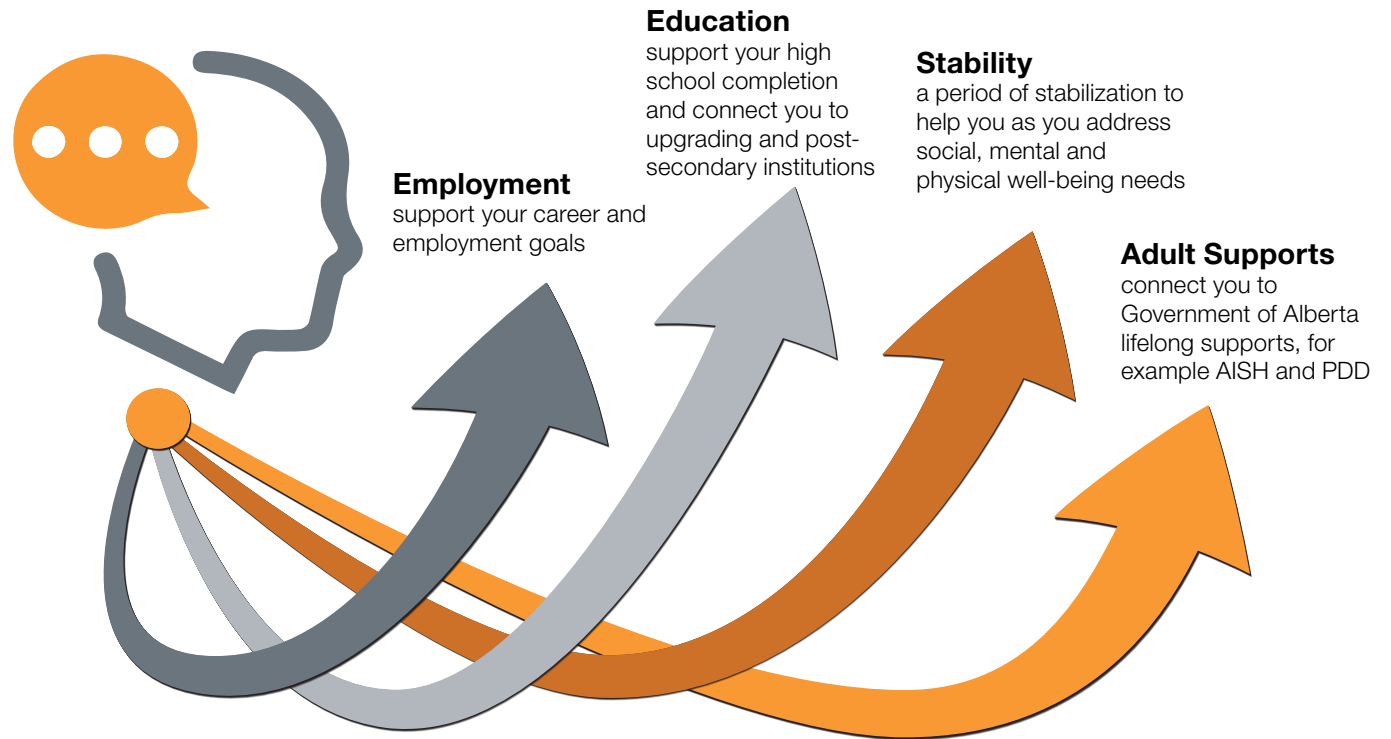 Employment
support your career and
employment goals
Education
support your high
school completion
and connect you to
upgrading and post-
secondary institutions
Stability
a period of stabilization to
help you as you address
social, mental and
physical well-being needs
Adult Supports
connect you to
Government of Alberta
lifelong supports, for
example AISH and PDD